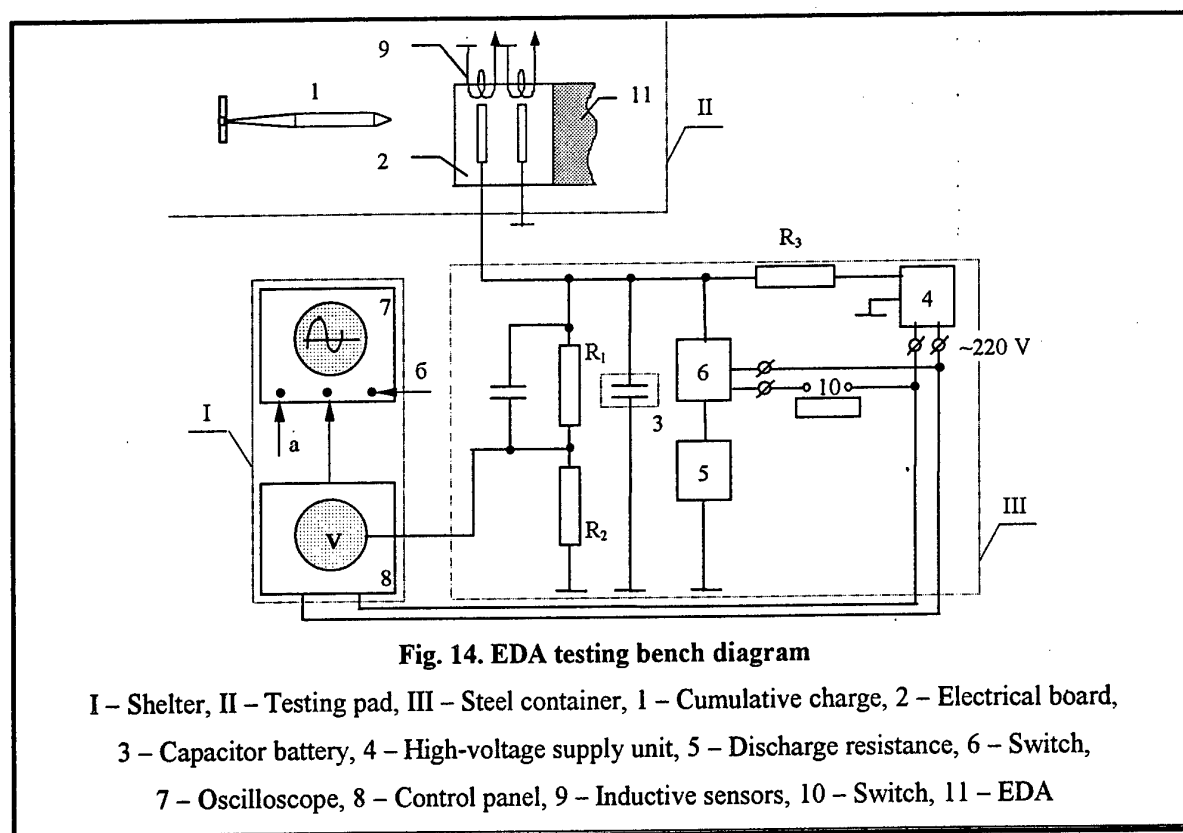 9
1
11
II
2
R₃
4
~220 V
7
б
I
a
R₁
6
10
3
5
III
V
R₂
8
Fig. 14. EDA testing bench diagram
I – Shelter, II – Testing pad, III – Steel container, 1 – Cumulative charge, 2 – Electrical board,
3 – Capacitor battery, 4 – High-voltage supply unit, 5 – Discharge resistance, 6 – Switch,
7 – Oscilloscope, 8 – Control panel, 9 – Inductive sensors, 10 – Switch, 11 – EDA